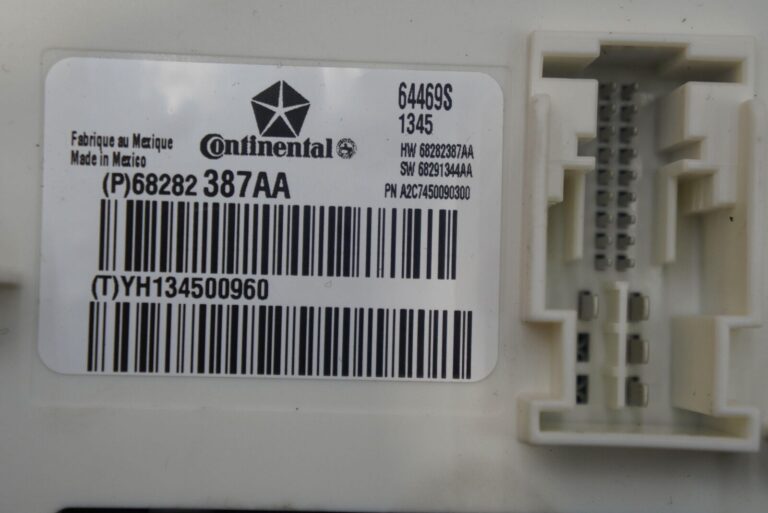 64469S
1345
Fabrique au Mexique
Made in Mexico
Continental
HW 68282387AA
SW 68291344AA
PN A2C7450090300
(P)68282 387AA
(T)YH134500960